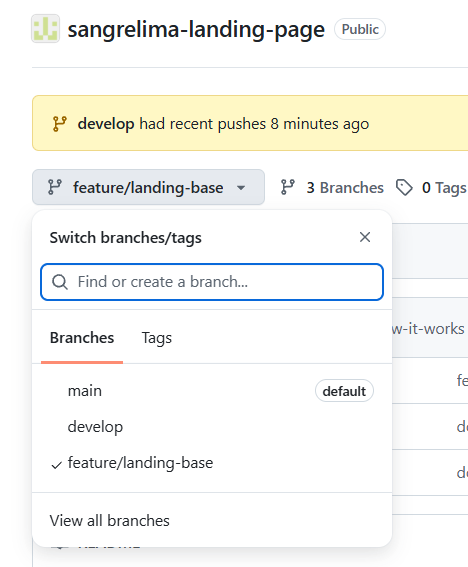 sangrelima-landing-page Public
develop had recent pushes 8 minutes ago
feature/landing-base 3 Branches 0 Tags
Switch branches/tags
Find or create a branch...
Branches Tags
main default
develop
feature/landing-base
View all branches